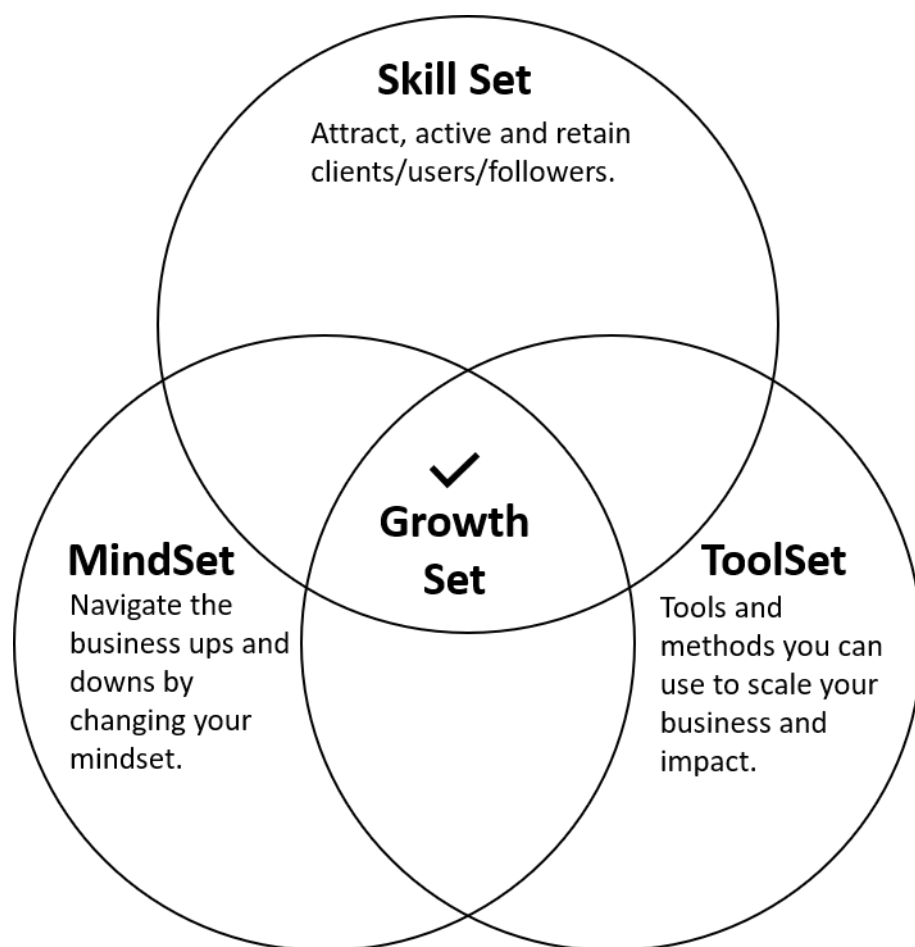 Skill Set
Attract, active and retain
clients/users/followers.
Growth
Set
MindSet
Navigate the
business ups and
downs by
changing your
mindset.
ToolSet
Tools and
methods you can
use to scale your
business and
impact.